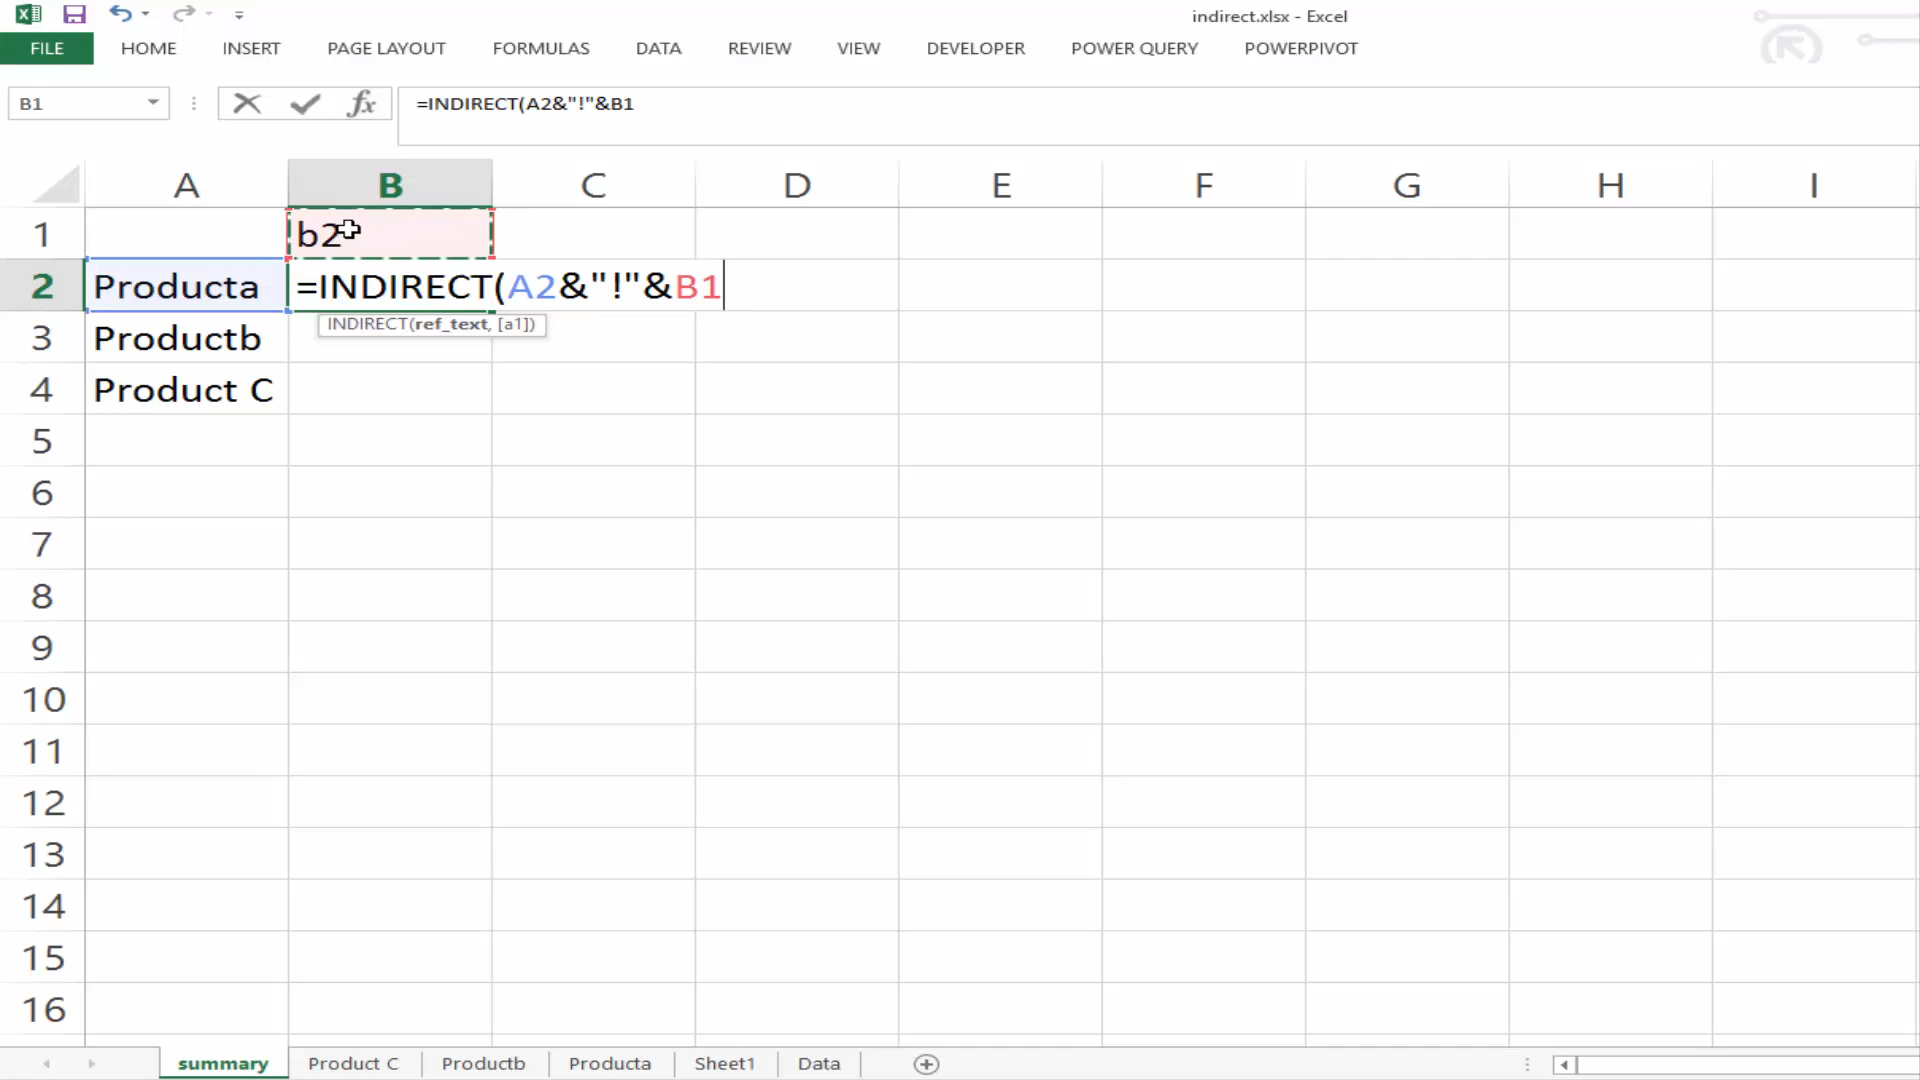 indirect.xlsx - Excel
FILE HOME INSERT PAGE LAYOUT FORMULAS DATA REVIEW VIEW DEVELOPER POWER QUERY POWERPIVOT
B1 fx =INDIRECT(A2&"!"&B1
A B C D E F G H I
1 b2
2 Producta =INDIRECT(A2&"!"&B1
INDIRECT(ref_text, [a1])
3 Productb
4 Product C
5
6
7
8
9
10
11
12
13
14
15
16
summary Product C Productb Producta Sheet1 Data